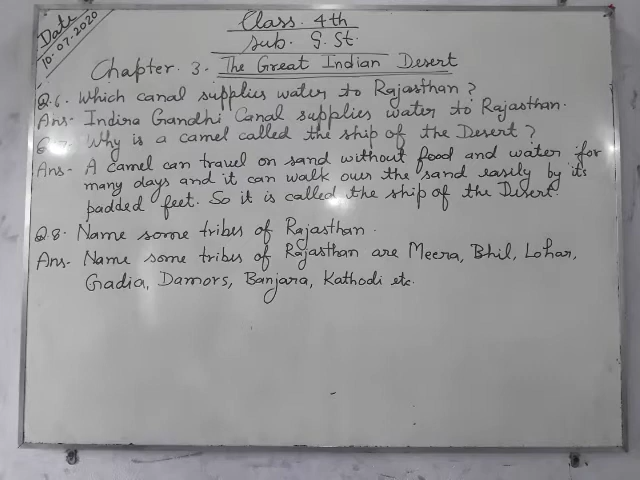 Date
10.07.2020
Class. 4th
Sub. G. St.
Chapter. 3. The Great Indian Desert
Q.6. Which canal supplies water to Rajasthan?
Ans- Indira Gandhi Canal supplies water to Rajasthan.
Q.7. Why is a camel called the ship of the Desert?
Ans- A camel can travel on sand without food and water for
many days and it can walk over the sand easily by its
padded feet. So it is called the ship of the Desert.
Q.8. Name some tribes of Rajasthan.
Ans- Name some tribes of Rajasthan are Meera, Bhil, Lohar,
Gadia, Damors, Banjara, Kathodi etc.